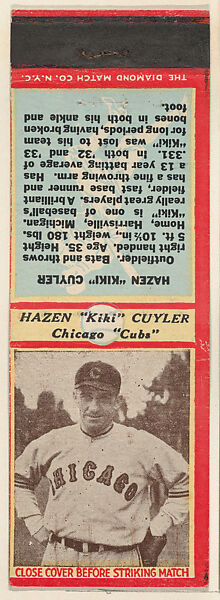 THE DIAMOND MATCH CO. N.Y.C.
HAZEN "KIKI" CUYLER
Outfielder. Bats and throws
right handed. Age 35. Height
5 ft. 10½ in., weight 180 lbs.
Home, Harrisville, Michigan.
"Kiki" is one of baseball's
really great players. A brilliant
fielder, fast base runner and
has a fine throwing arm. Has
a 13 year batting average of
.331. In both '32 and '33
"Kiki" was lost to his team
for long periods, having broken
bones in both his ankle and
foot.
HAZEN "Kiki" CUYLER
Chicago "Cubs"
C
CHICAGO
CLOSE COVER BEFORE STRIKING MATCH